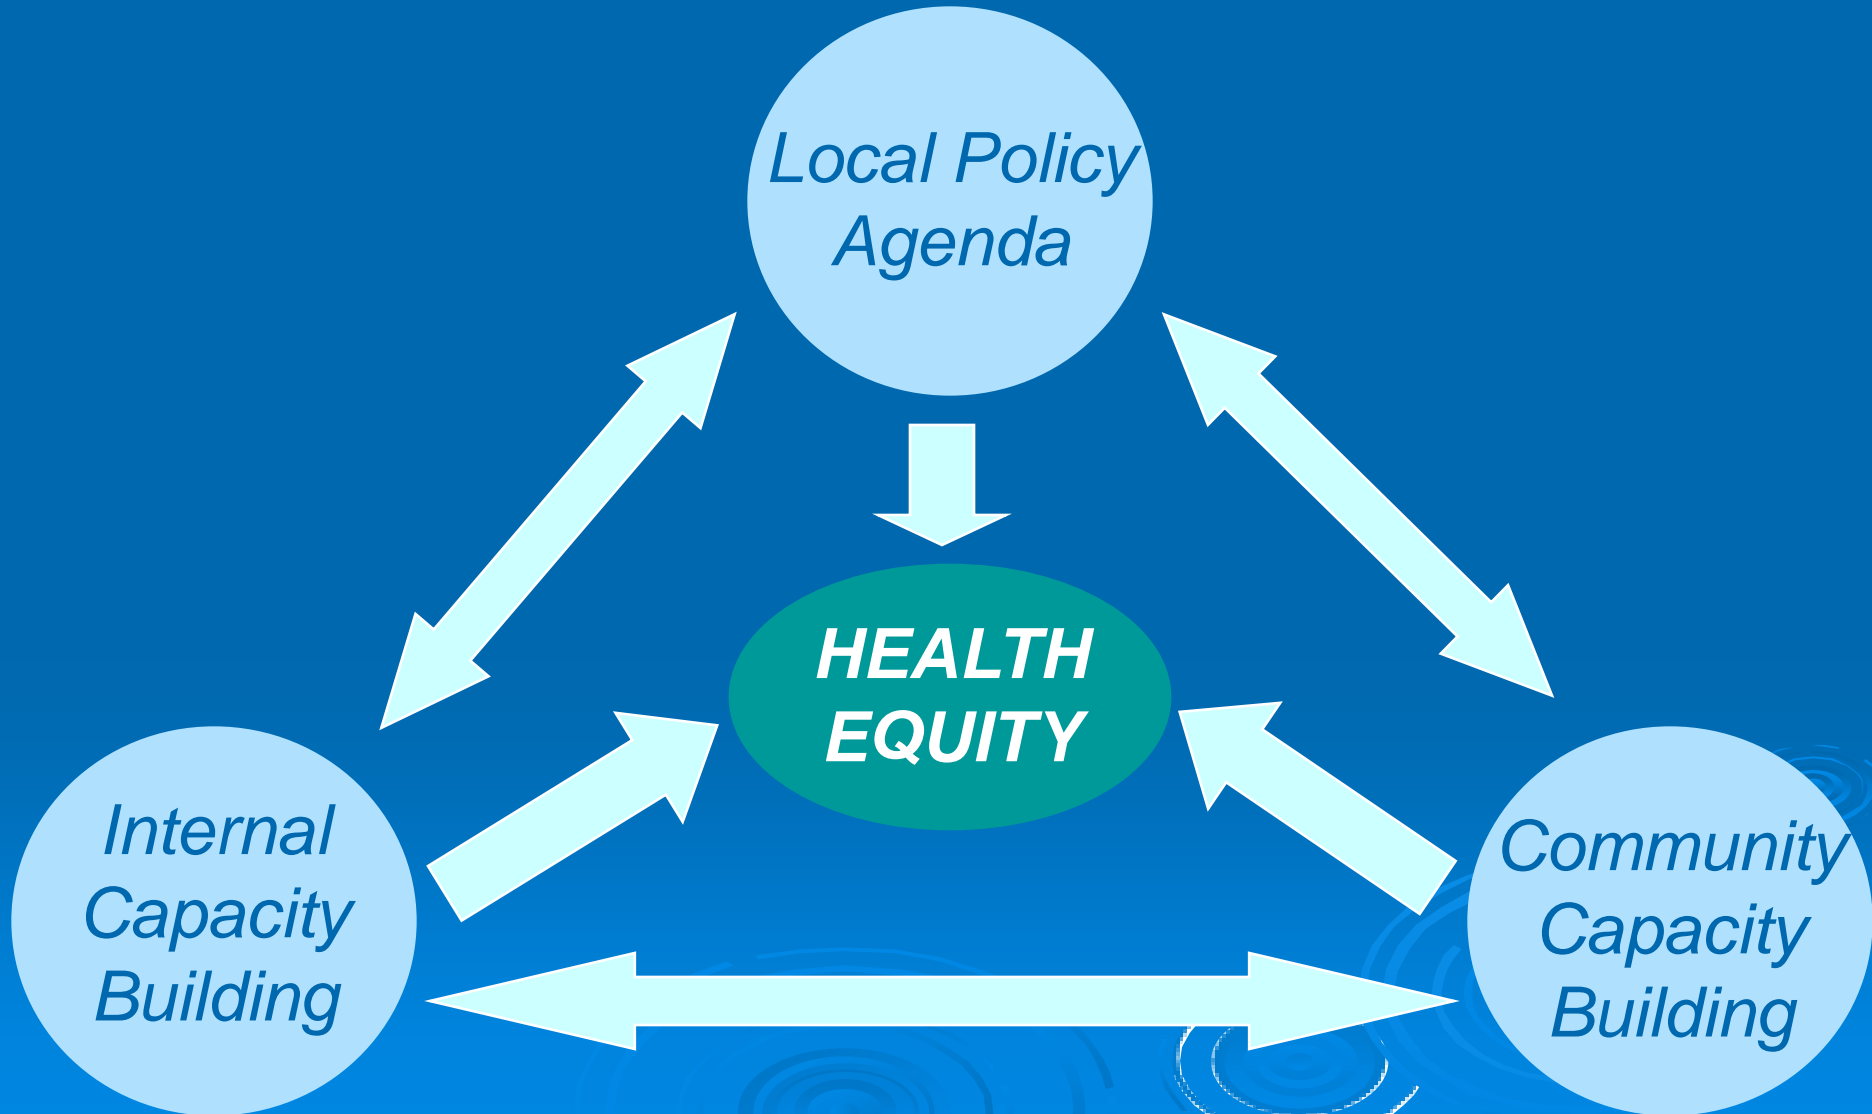 Local Policy
Agenda
HEALTH
EQUITY
Internal
Capacity
Building
Community
Capacity
Building